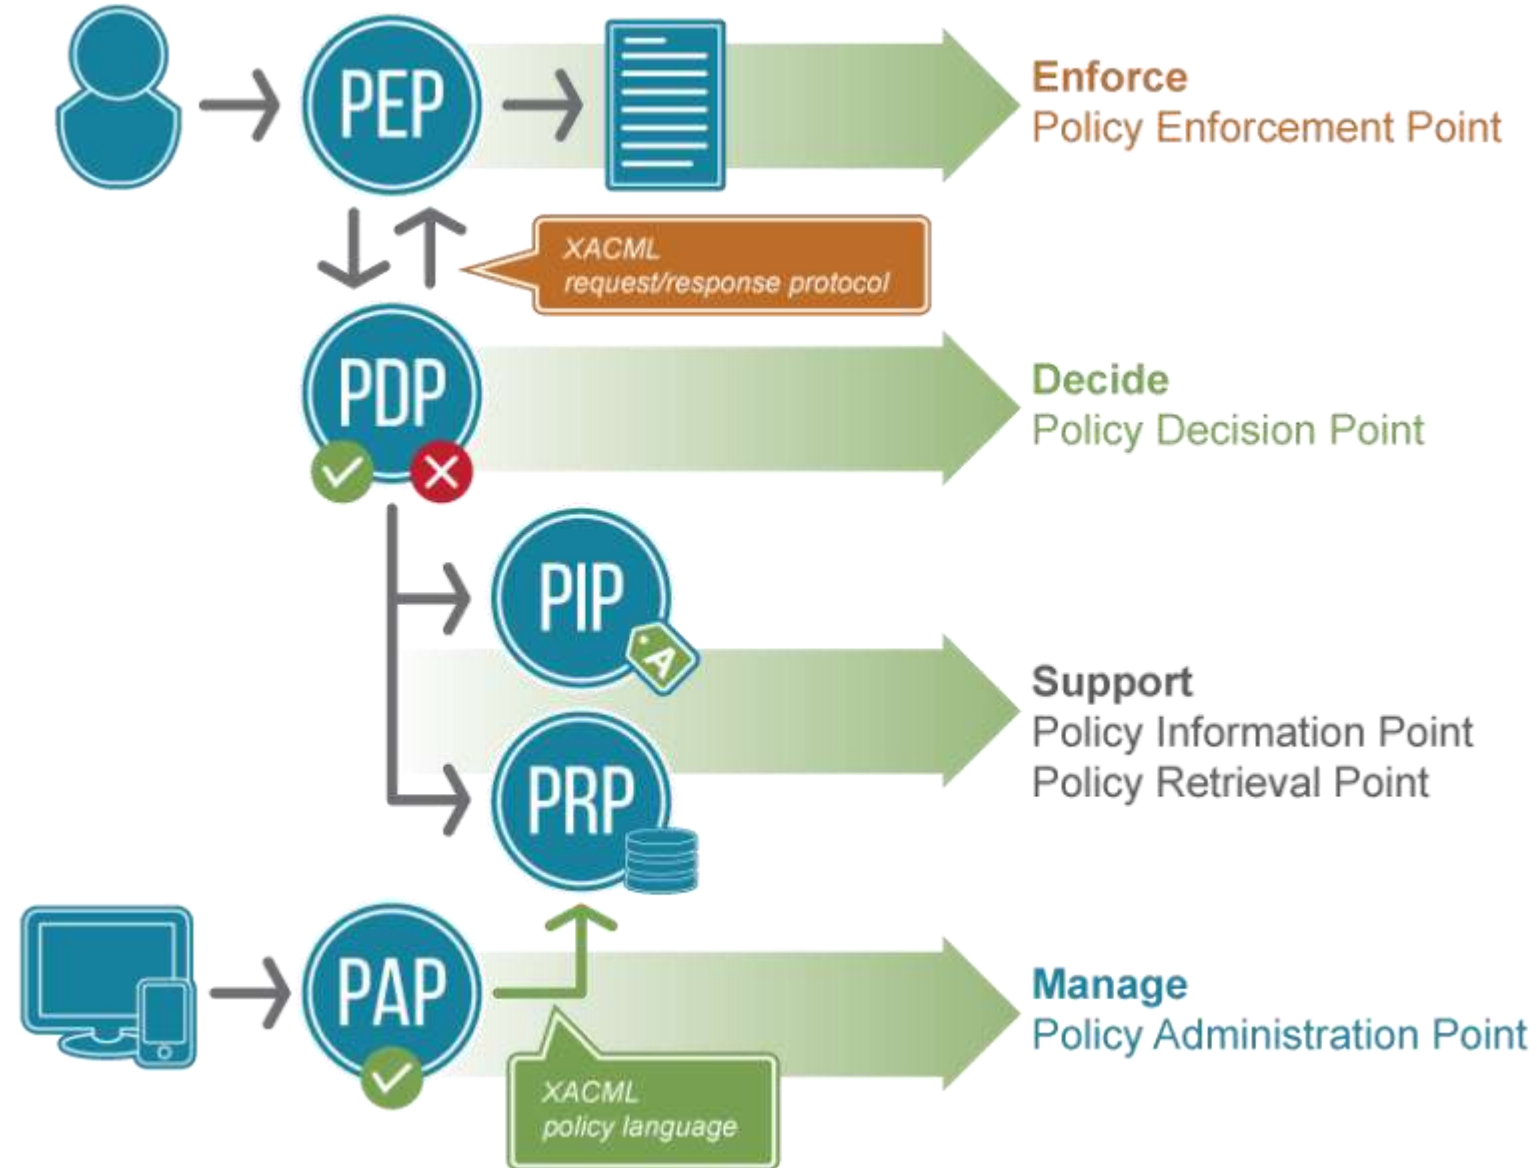 PEP
Enforce
Policy Enforcement Point
XACML
request/response protocol
PDP
Decide
Policy Decision Point
PIP
A
Support
Policy Information Point
Policy Retrieval Point
PRP
PAP
Manage
Policy Administration Point
XACML
policy language